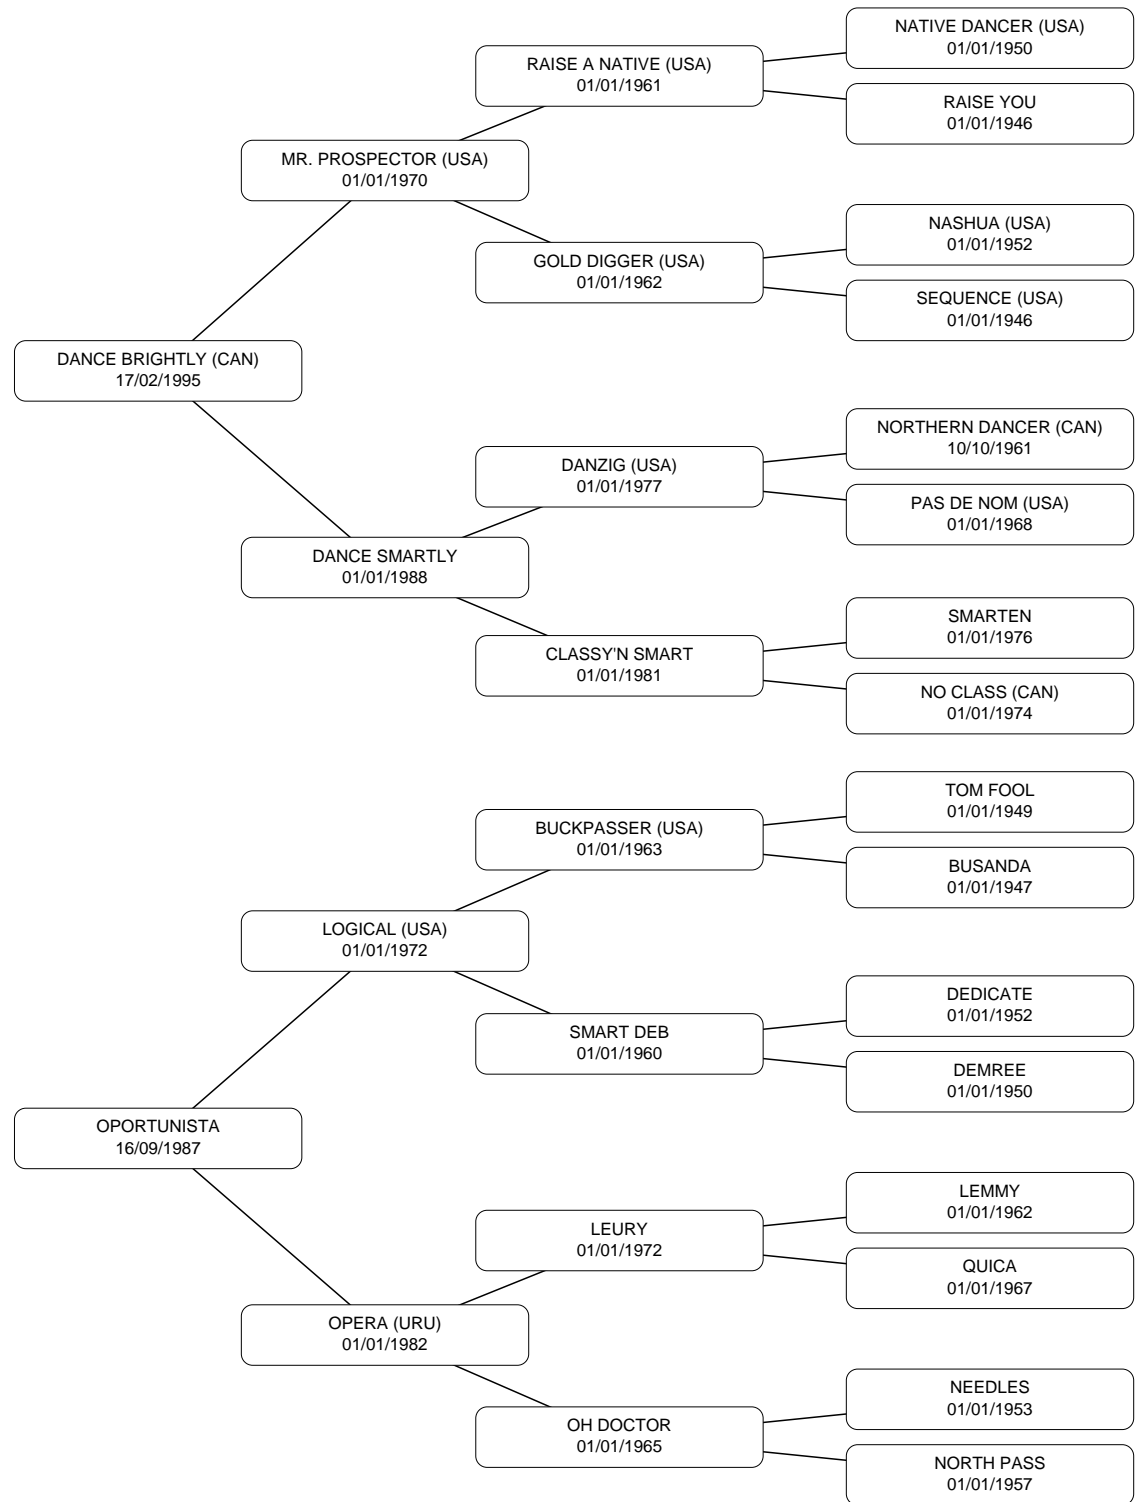 NATIVE DANCER (USA)
01/01/1950
RAISE A NATIVE (USA)
01/01/1961
RAISE YOU
01/01/1946
MR. PROSPECTOR (USA)
01/01/1970
NASHUA (USA)
01/01/1952
GOLD DIGGER (USA)
01/01/1962
SEQUENCE (USA)
01/01/1946
DANCE BRIGHTLY (CAN)
17/02/1995
NORTHERN DANCER (CAN)
10/10/1961
DANZIG (USA)
01/01/1977
PAS DE NOM (USA)
01/01/1968
DANCE SMARTLY
01/01/1988
SMARTEN
01/01/1976
CLASSY'N SMART
01/01/1981
NO CLASS (CAN)
01/01/1974
TOM FOOL
01/01/1949
BUCKPASSER (USA)
01/01/1963
BUSANDA
01/01/1947
LOGICAL (USA)
01/01/1972
DEDICATE
01/01/1952
SMART DEB
01/01/1960
DEMREE
01/01/1950
OPORTUNISTA
16/09/1987
LEMMY
01/01/1962
LEURY
01/01/1972
QUICA
01/01/1967
OPERA (URU)
01/01/1982
NEEDLES
01/01/1953
OH DOCTOR
01/01/1965
NORTH PASS
01/01/1957